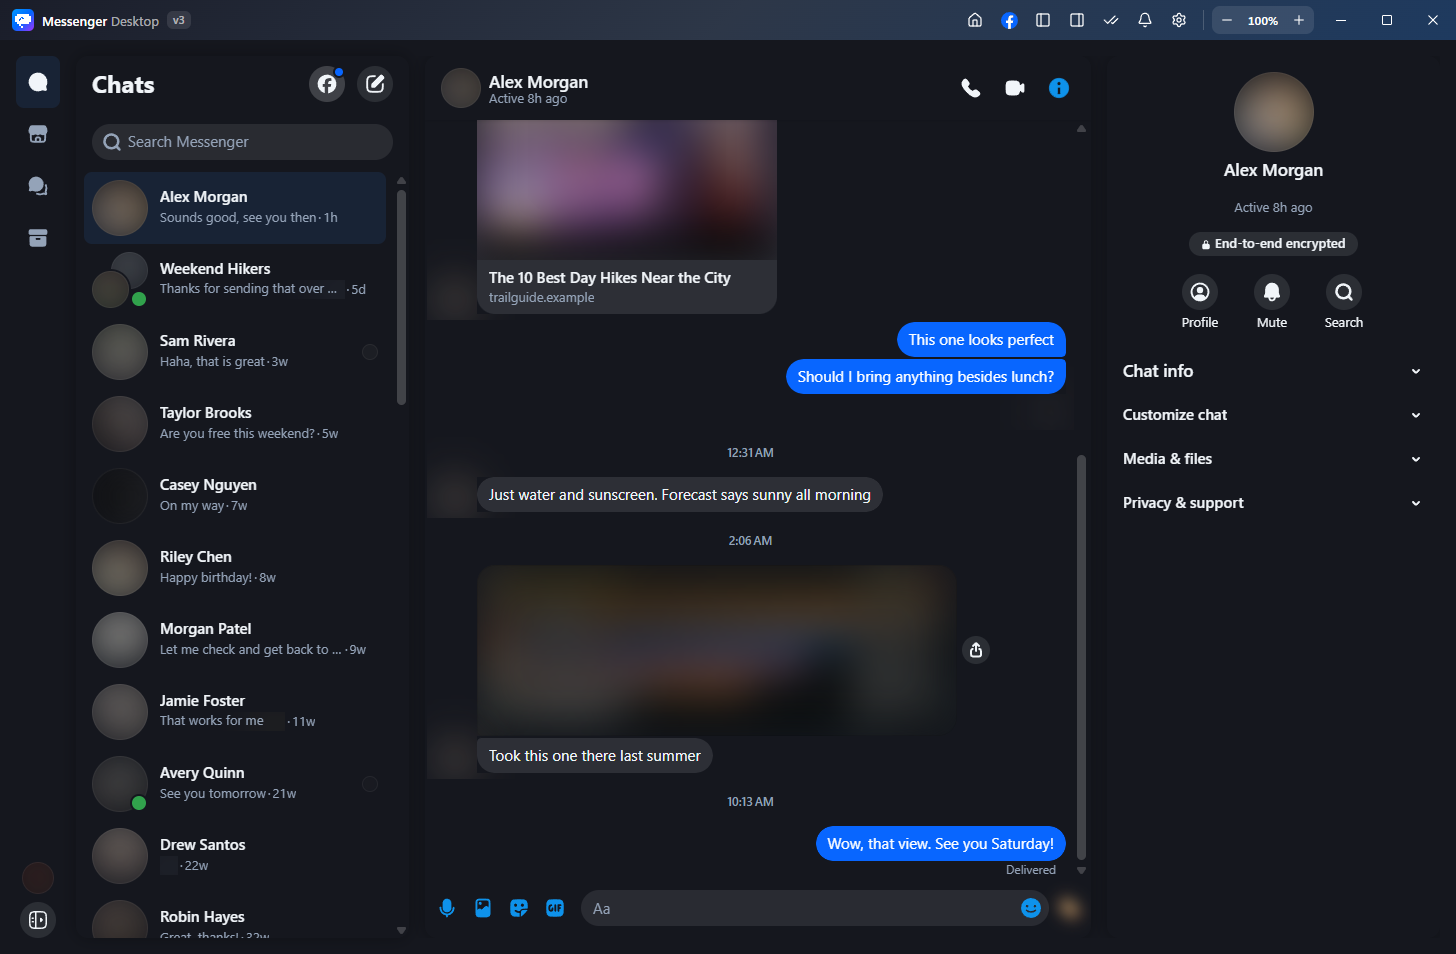 Messenger Desktop v3
100%
Chats
Search Messenger
Alex Morgan
Sounds good, see you then · 1h
Weekend Hikers
Thanks for sending that over ... · 5d
Sam Rivera
Haha, that is great · 3w
Taylor Brooks
Are you free this weekend? · 5w
Casey Nguyen
On my way · 7w
Riley Chen
Happy birthday! · 8w
Morgan Patel
Let me check and get back to ... · 9w
Jamie Foster
That works for me · 11w
Avery Quinn
See you tomorrow · 21w
Drew Santos
· 22w
Robin Hayes
Great, thanks! · 32w
Alex Morgan
Active 8h ago
The 10 Best Day Hikes Near the City
trailguide.example
This one looks perfect
Should I bring anything besides lunch?
12:31 AM
Just water and sunscreen. Forecast says sunny all morning
2:06 AM
Took this one there last summer
10:13 AM
Wow, that view. See you Saturday!
Delivered
GIF
Aa
Alex Morgan
Active 8h ago
End-to-end encrypted
Profile
Mute
Search
Chat info
Customize chat
Media & files
Privacy & support